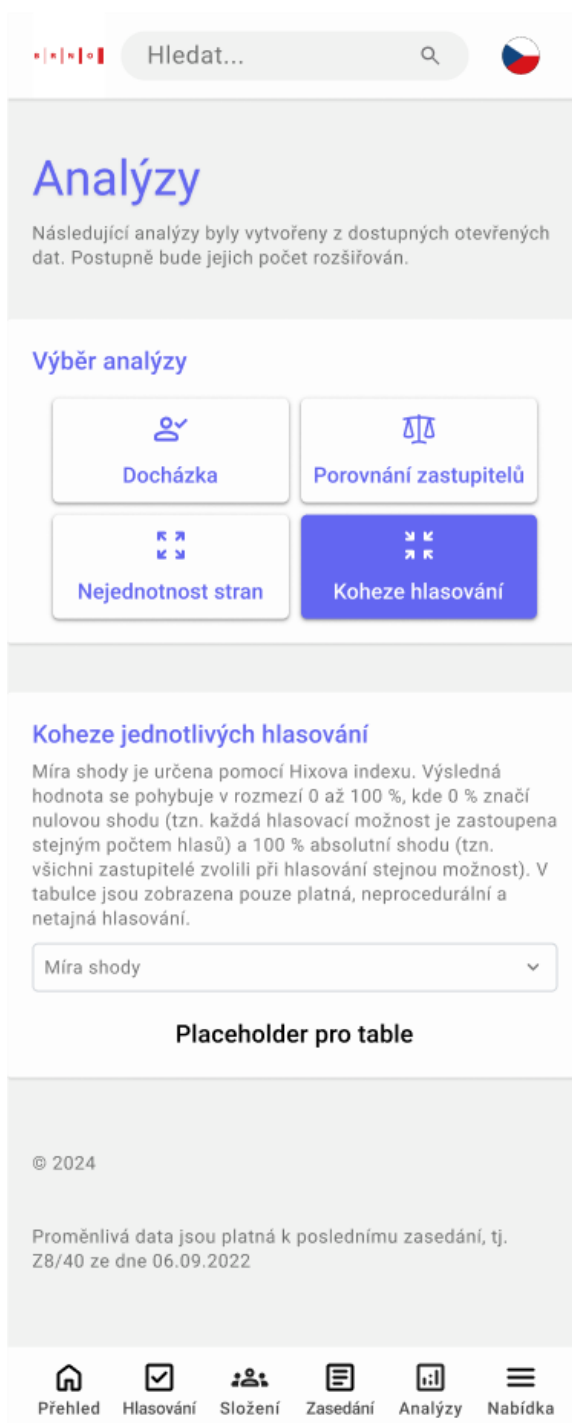 BRNO
Hledat...
Analýzy
Následující analýzy byly vytvořeny z dostupných otevřených
dat. Postupně bude jejich počet rozšiřován.
Výběr analýzy
Docházka
Porovnání zastupitelů
Nejednotnost stran
Koheze hlasování
Koheze jednotlivých hlasování
Míra shody je určena pomocí Hixova indexu. Výsledná
hodnota se pohybuje v rozmezí 0 až 100 %, kde 0 % značí
nulovou shodu (tzn. každá hlasovací možnost je zastoupena
stejným počtem hlasů) a 100 % absolutní shodu (tzn.
všichni zastupitelé zvolili při hlasování stejnou možnost). V
tabulce jsou zobrazena pouze platná, neprocedurální a
netajná hlasování.
Míra shody
Placeholder pro table
© 2024
Proměnlivá data jsou platná k poslednímu zasedání, tj.
Z8/40 ze dne 06.09.2022
Přehled Hlasování Složení Zasedání Analýzy Nabídka